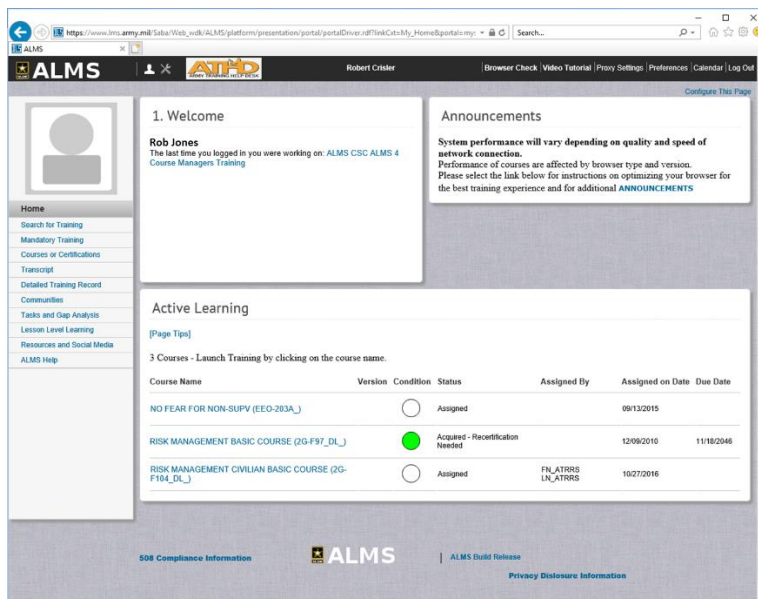 https://www.lms.army.mil/Saba/Web_wdk/ALMS/platform/presentation/portal/portalDriver.rdf?linkCxt=My_Home&portal=my
Search...
ALMS
ALMS
ATHD
ARMY TRAINING HELP DESK
Robert Crisler
Browser Check | Video Tutorial | Proxy Settings | Preferences | Calendar | Log Out
Configure This Page
1. Welcome
Rob Jones
The last time you logged in you were working on: ALMS CSC ALMS 4
Course Managers Training
Announcements
System performance will vary depending on quality and speed of
network connection.
Performance of courses are affected by browser type and version.
Please select the link below for instructions on optimizing your browser for
the best training experience and for additional ANNOUNCEMENTS
Home
Search for Training
Mandatory Training
Courses or Certifications
Transcript
Detailed Training Record
Communities
Tasks and Gap Analysis
Lesson Level Learning
Resources and Social Media
ALMS Help
Active Learning
[Page Tips]
3 Courses - Launch Training by clicking on the course name.
Course Name Version Condition Status Assigned By Assigned on Date Due Date
NO FEAR FOR NON-SUPV (EEO-203A_) Assigned 09/13/2015
RISK MANAGEMENT BASIC COURSE (2G-F97_DL_) Acquired - Recertification Needed 12/09/2010 11/18/2046
RISK MANAGEMENT CIVILIAN BASIC COURSE (2G-
F104_DL_) Assigned FN_ATRRS
LN_ATRRS 10/27/2016
508 Compliance Information
ALMS
| ALMS Build Release
Privacy Disclosure Information